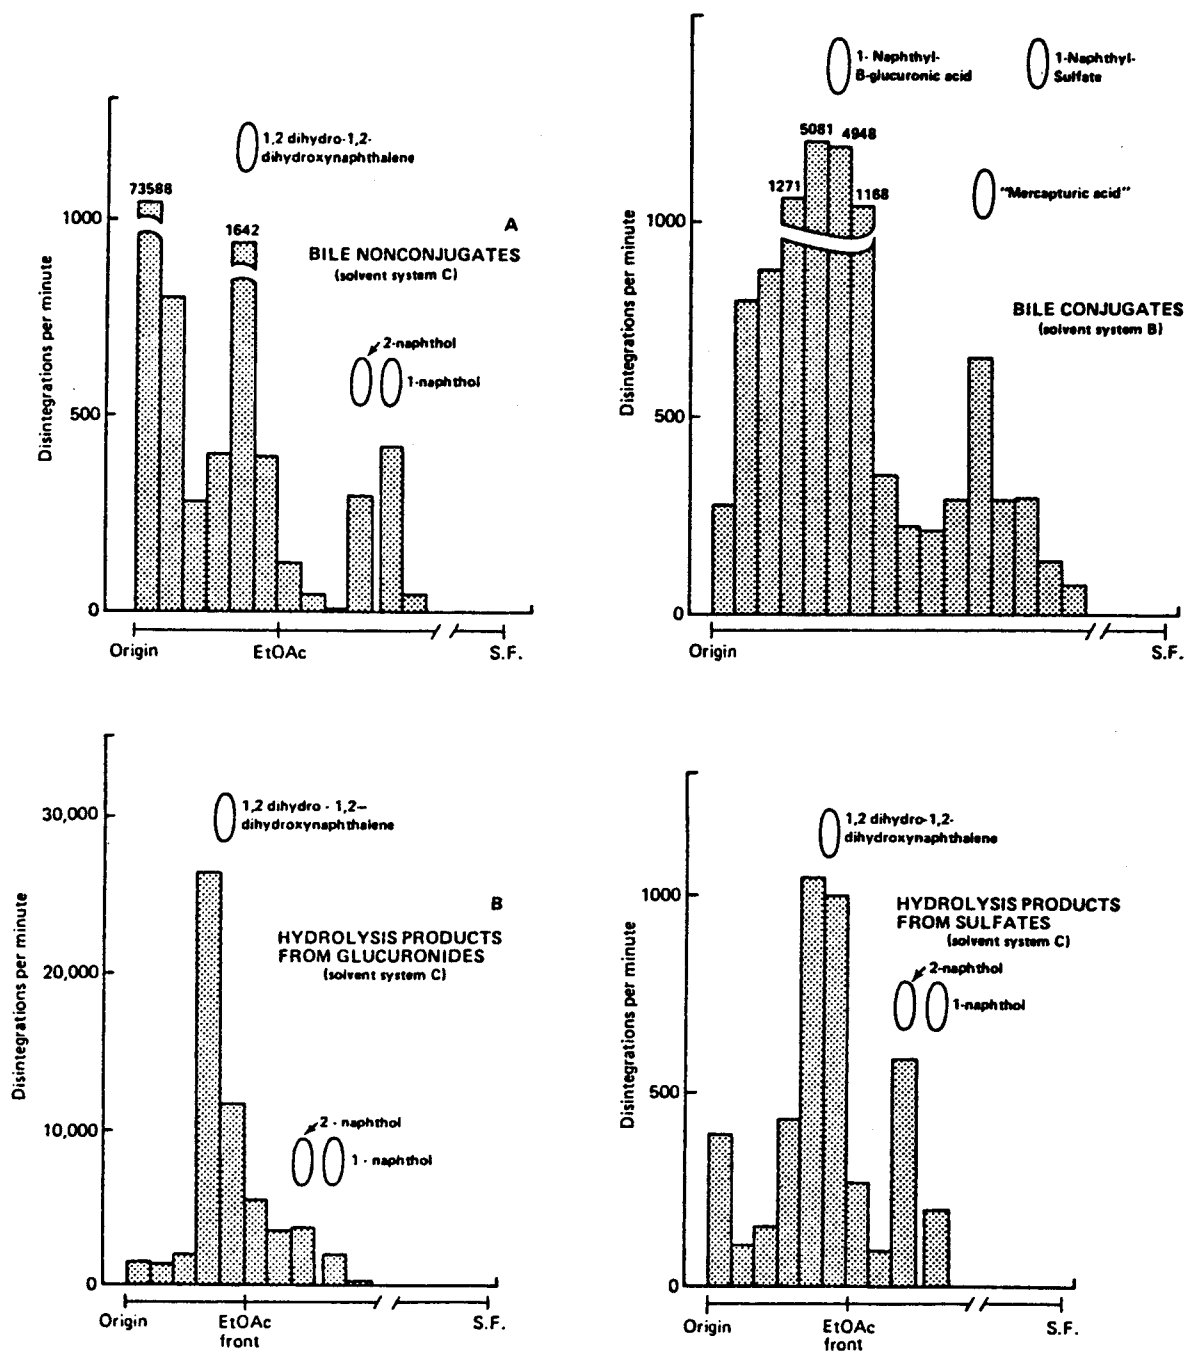 1,2 dihydro-1,2-
dihydroxynaphthalene
73588
1000
1642
A
BILE NONCONJUGATES
(solvent system C)
2-naphthol
1-naphthol
500
0
Disintegrations per minute
Origin
EtOAc
S.F.
1- Naphthyl-
B-glucuronic acid
1-Naphthyl-
Sulfate
5081
4948
1271
1168
"Mercapturic acid"
1000
BILE CONJUGATES
(solvent system B)
500
0
Disintegrations per minute
Origin
S.F.
30,000
1,2 dihydro - 1,2-
dihydroxynaphthalene
B
HYDROLYSIS PRODUCTS
FROM GLUCURONIDES
(solvent system C)
20,000
10,000
2 - naphthol
1 - naphthol
0
Disintegrations per minute
Origin
EtOAc
front
S.F.
1,2 dihydro-1,2-
dihydroxynaphthalene
1000
HYDROLYSIS PRODUCTS
FROM SULFATES
(solvent system C)
2-naphthol
1-naphthol
500
0
Disintegrations per minute
Origin
EtOAc
front
S.F.